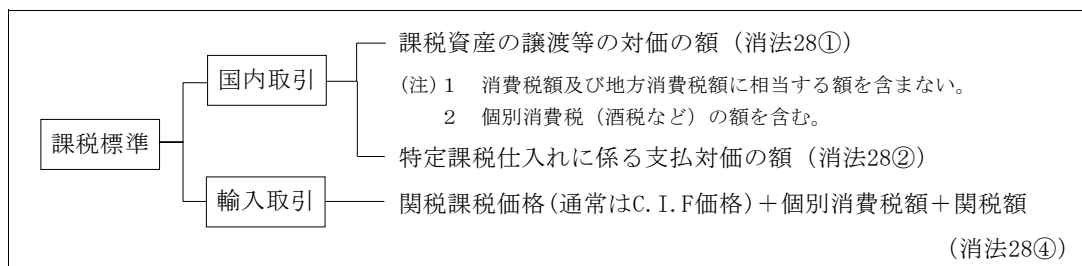 課税標準
国内取引
課税資産の譲渡等の対価の額(消法28①)
(注)1 消費税額及び地方消費税額に相当する額を含まない。
2 個別消費税(酒税など)の額を含む。
特定課税仕入れに係る支払対価の額(消法28②)
輸入取引
関税課税価格(通常はC.I.F価格)+個別消費税額+関税額
(消法28④)